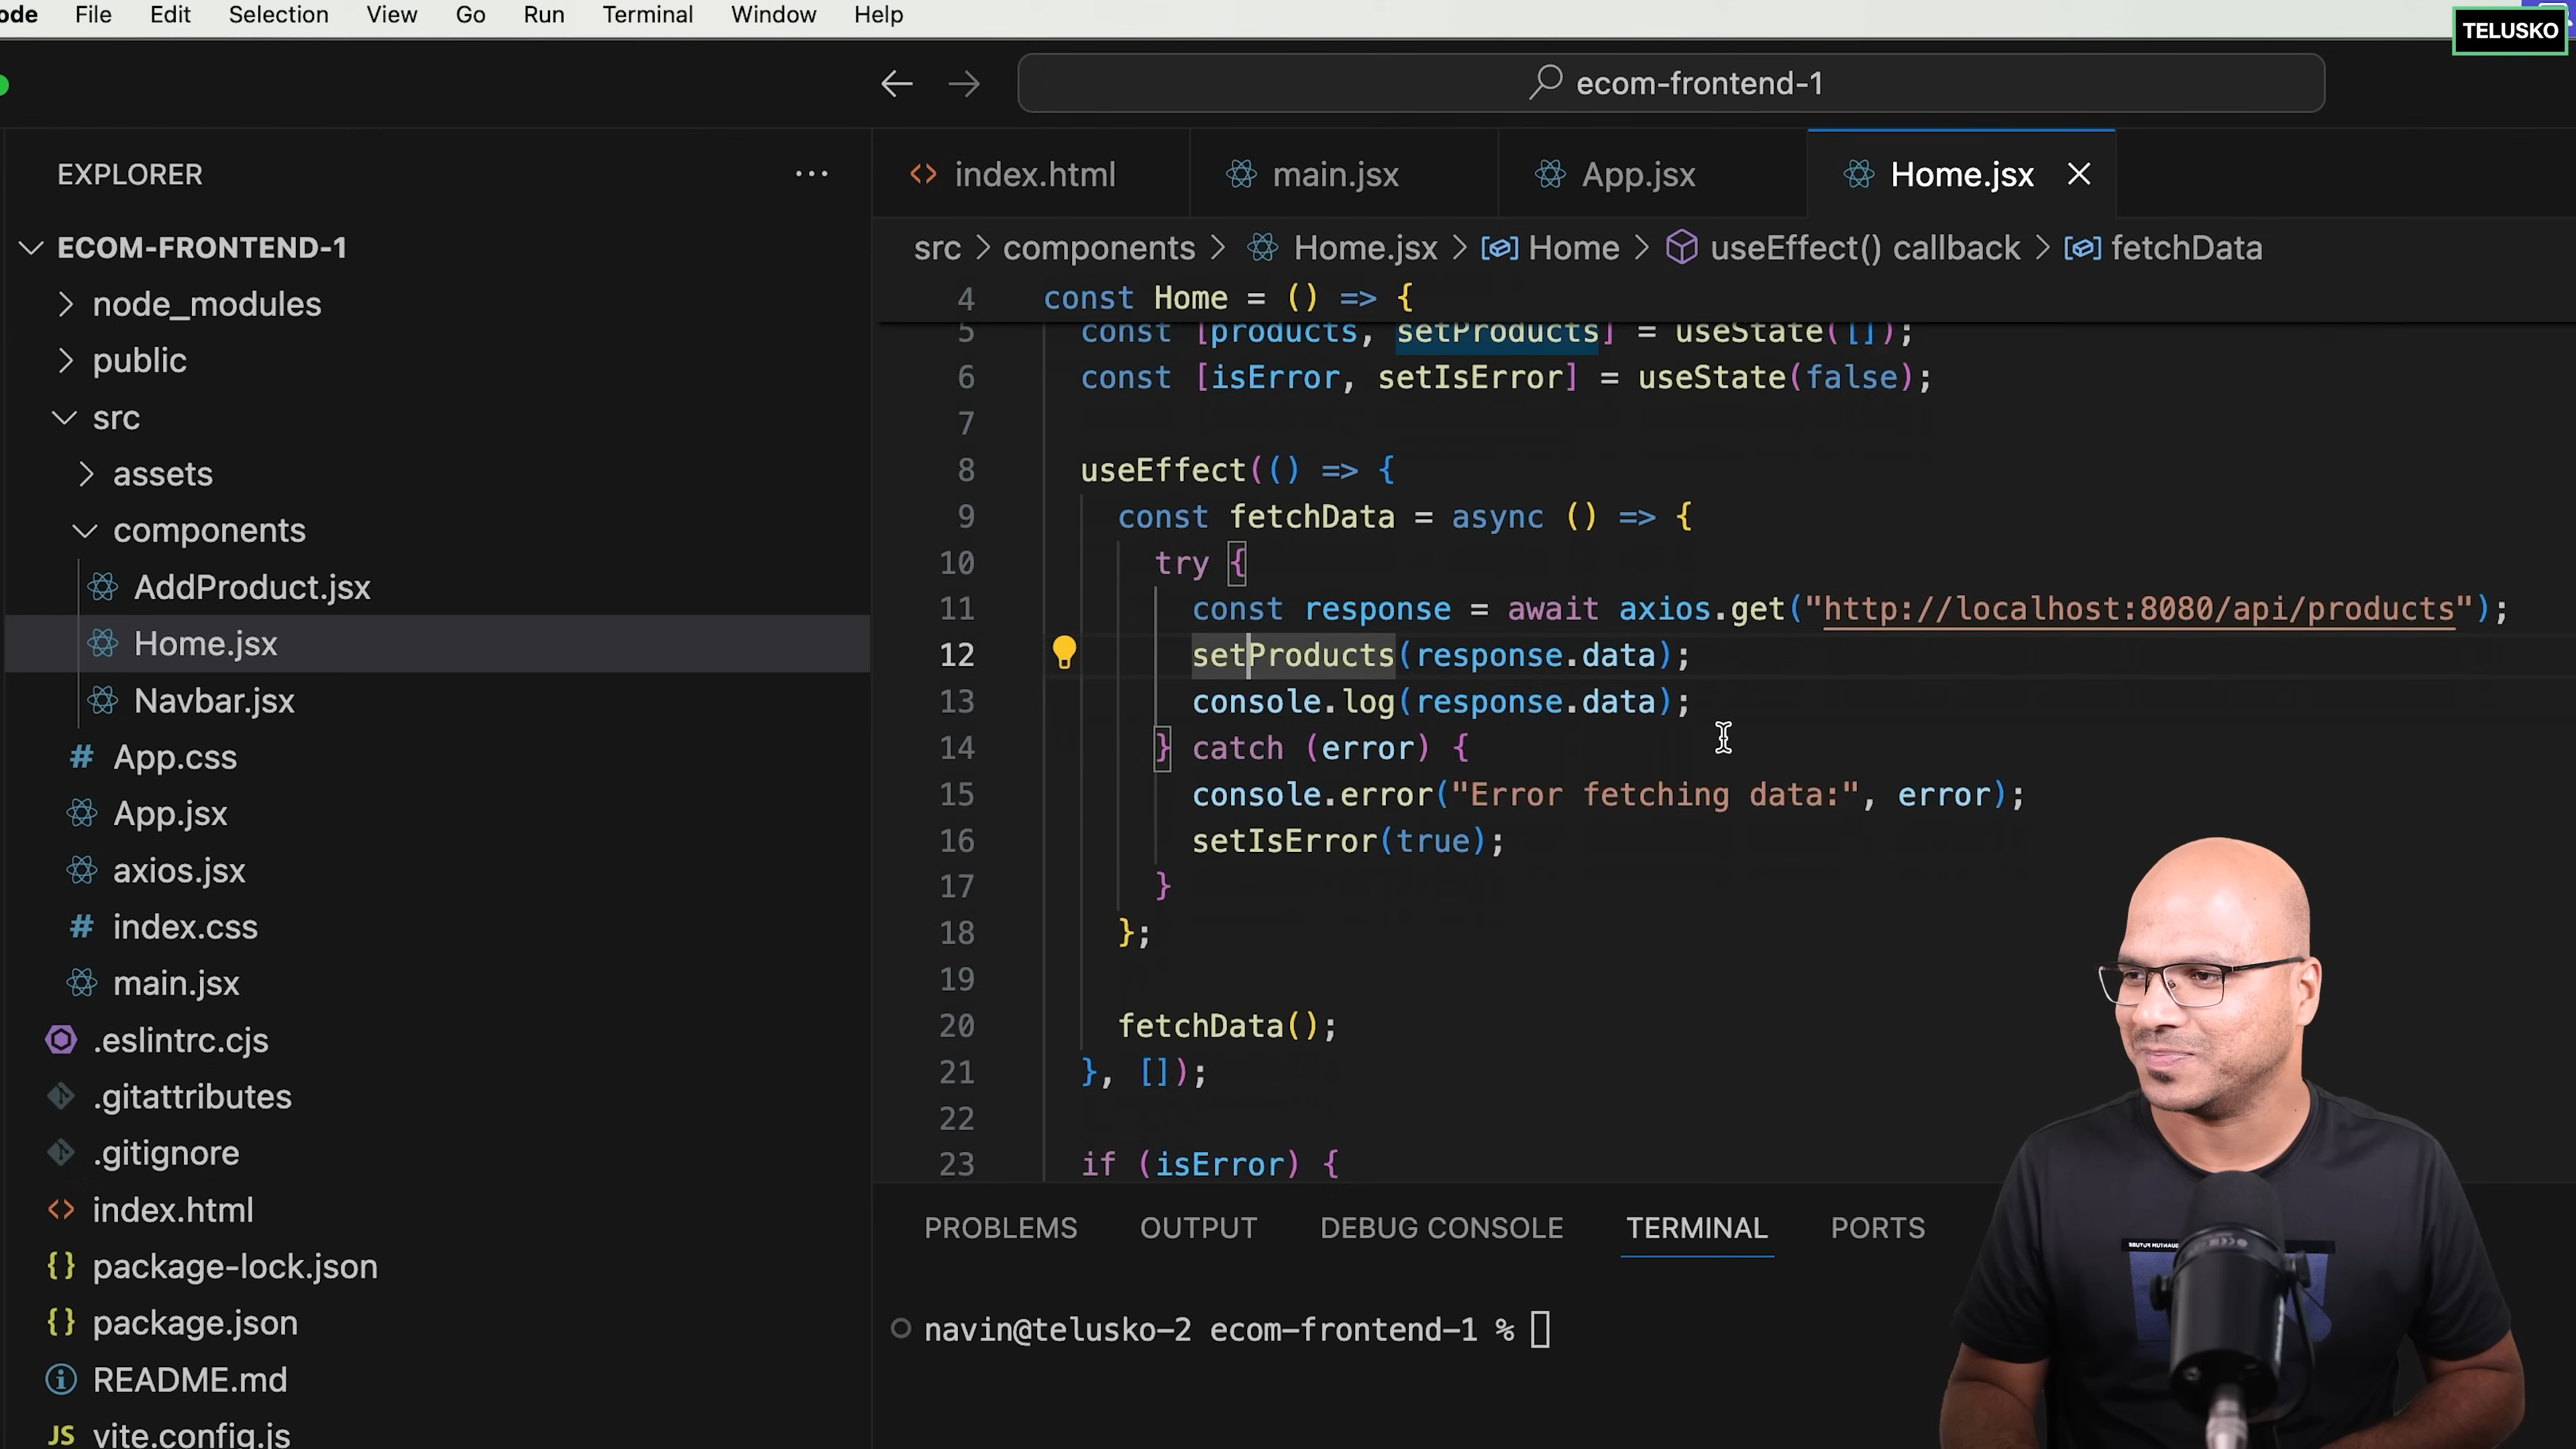 ode File Edit Selection View Go Run Terminal Window Help
TELUSKO
ecom-frontend-1
EXPLORER
ECOM-FRONTEND-1
node_modules
public
src
assets
components
AddProduct.jsx
Home.jsx
Navbar.jsx
App.css
App.jsx
axios.jsx
index.css
main.jsx
.eslintrc.cjs
.gitattributes
.gitignore
index.html
package-lock.json
package.json
README.md
vite.config.js
index.html main.jsx App.jsx Home.jsx
src > components > Home.jsx > Home > useEffect() callback > fetchData
4 const Home = () => {
5 const [products, setProducts] = useState([]);
6 const [isError, setIsError] = useState(false);
7
8 useEffect(() => {
9 const fetchData = async () => {
10 try {
11 const response = await axios.get("http://localhost:8080/api/products");
12 setProducts(response.data);
13 console.log(response.data);
14 } catch (error) {
15 console.error("Error fetching data:", error);
16 setIsError(true);
17 }
18 };
19
20 fetchData();
21 }, []);
22
23 if (isError) {
PROBLEMS OUTPUT DEBUG CONSOLE TERMINAL PORTS
navin@telusko-2 ecom-frontend-1 %